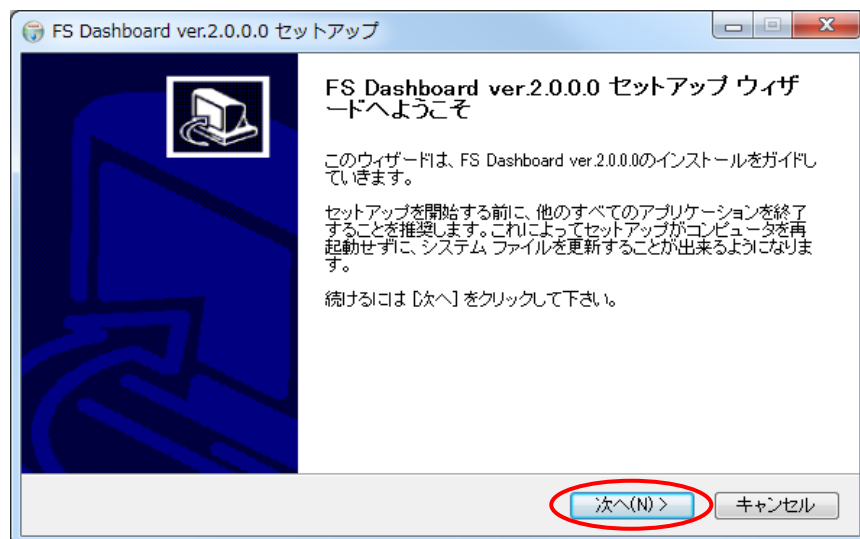 FS Dashboard ver.2.0.0.0 セットアップ
FS Dashboard ver.2.0.0.0 セットアップ ウィザ
ードへようこそ
このウィザードは、FS Dashboard ver.2.0.0.0のインストールをガイドし
ていきます。
セットアップを開始する前に、他のすべてのアプリケーションを終了
することを推奨します。これによってセットアップがコンピュータを再
起動せずに、システム ファイルを更新することが出来るようになりま
す。
続けるには [次へ] をクリックして下さい。
次へ(N) >
キャンセル